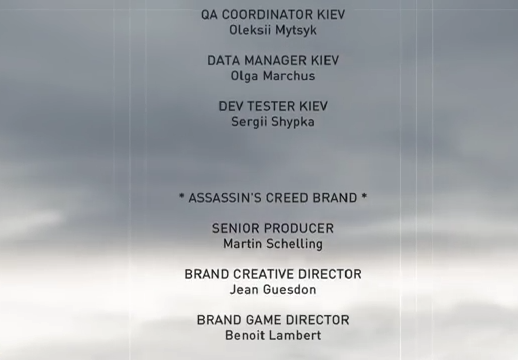 QA COORDINATOR KIEV
Oleksii Mytsyk
DATA MANAGER KIEV
Olga Marchus
DEV TESTER KIEV
Sergii Shypka
* ASSASSIN'S CREED BRAND *
SENIOR PRODUCER
Martin Schelling
BRAND CREATIVE DIRECTOR
Jean Guesdon
BRAND GAME DIRECTOR
Benoit Lambert